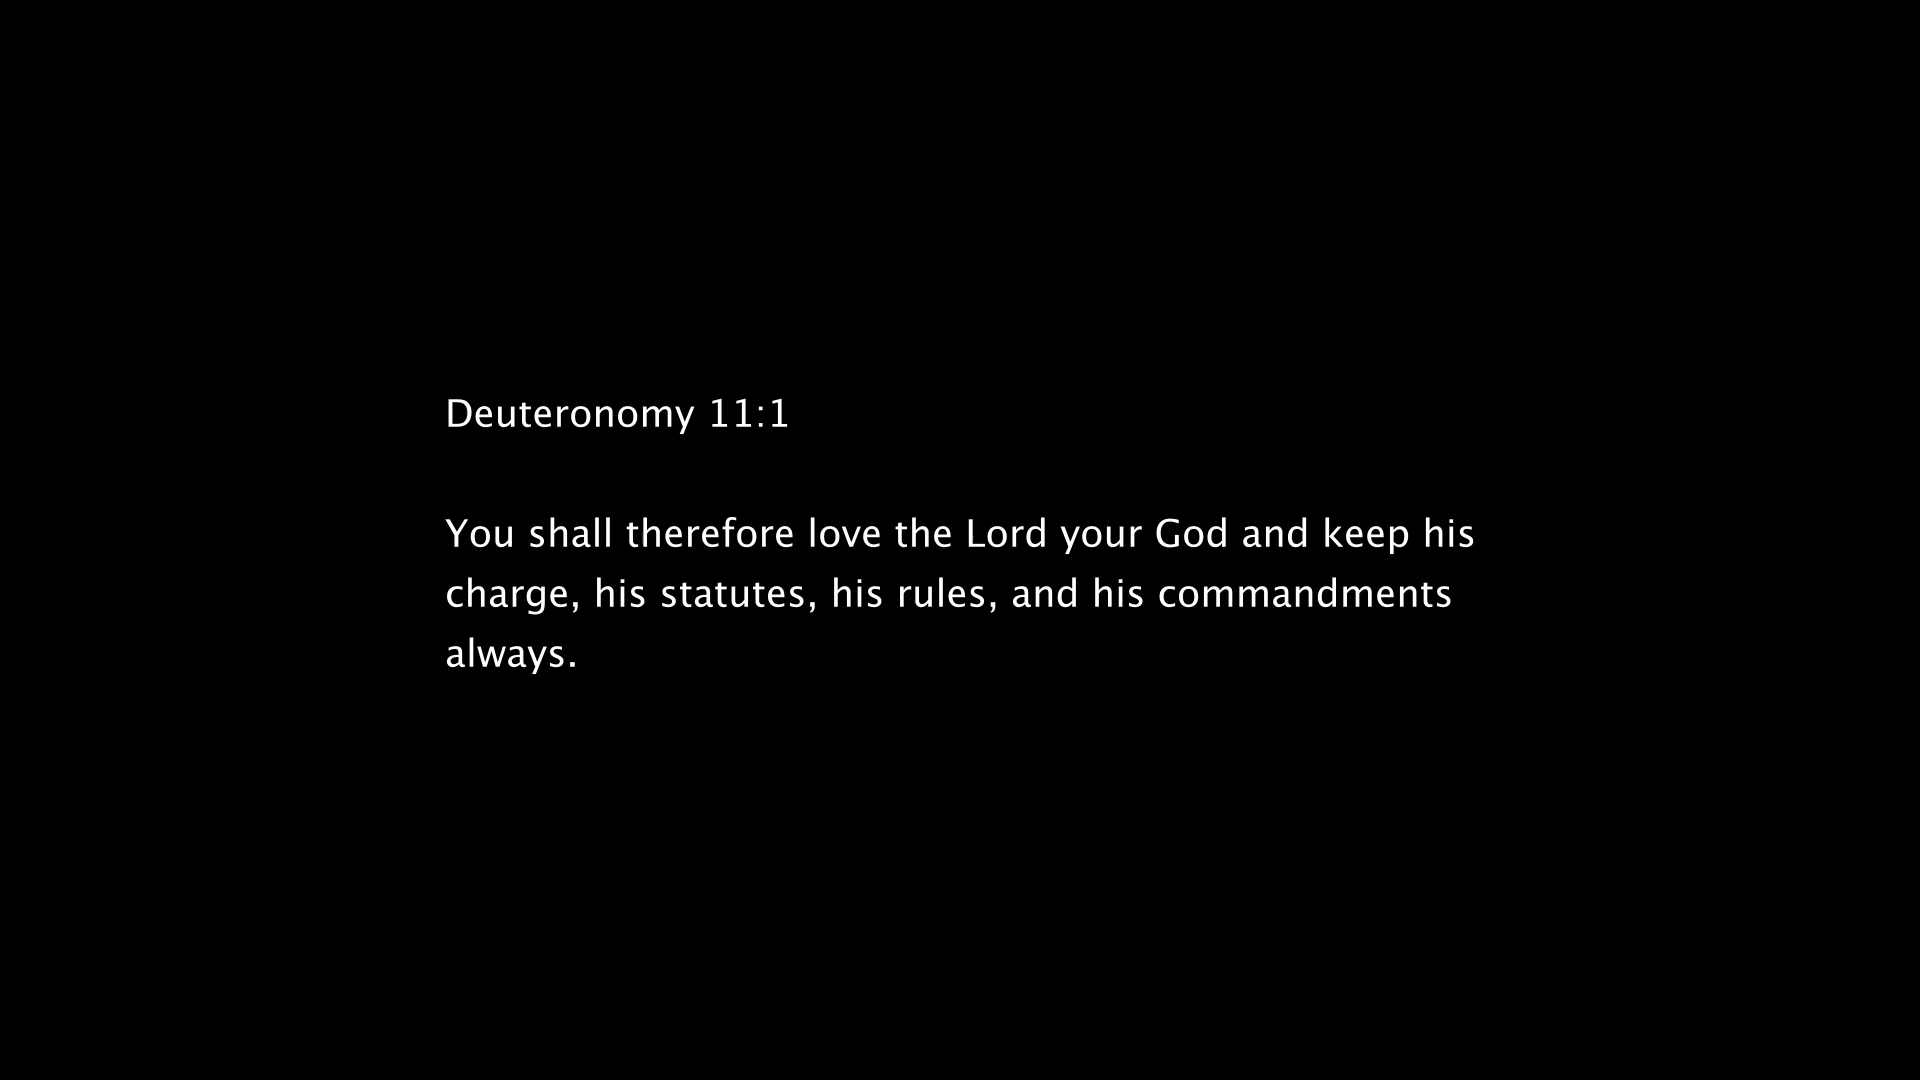 Deuteronomy 11:1
You shall therefore love the Lord your God and keep his
charge, his statutes, his rules, and his commandments
always.